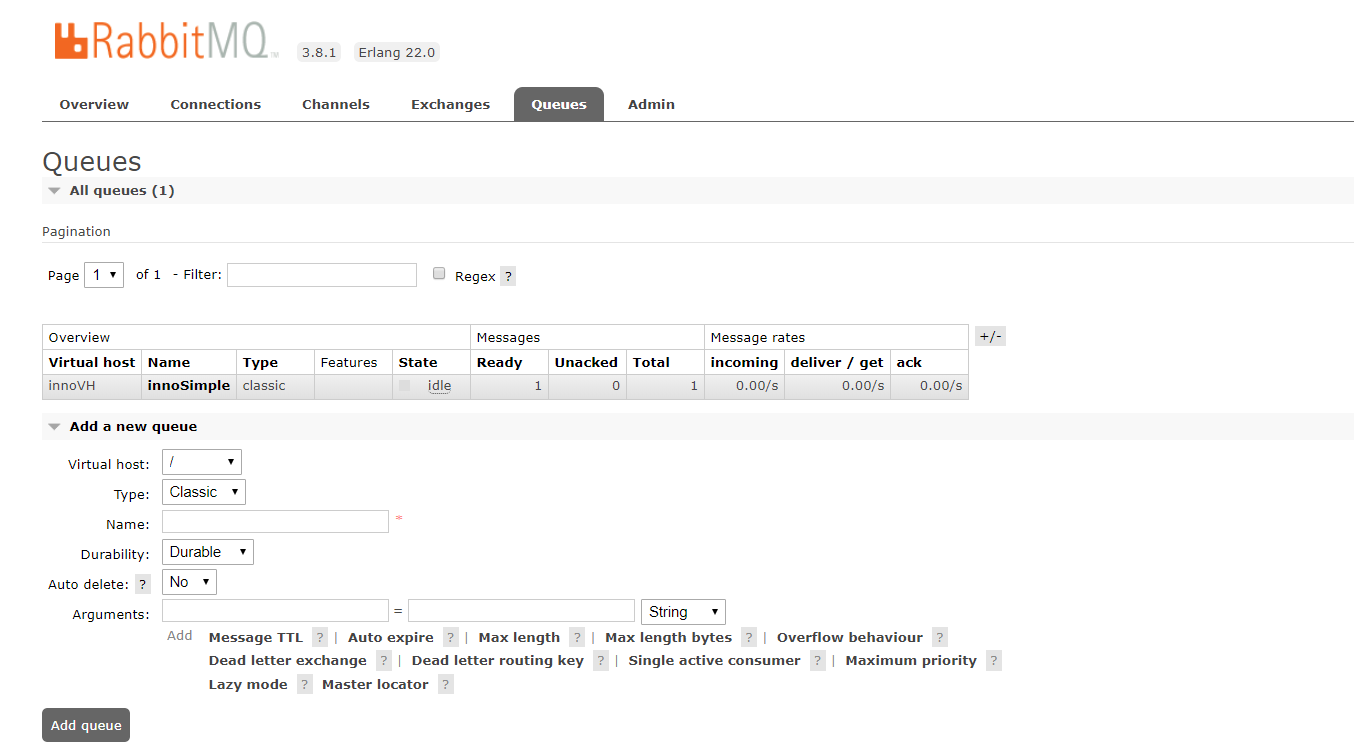 RabbitMQ TM 3.8.1 Erlang 22.0
Overview Connections Channels Exchanges Queues Admin
Queues
All queues (1)
Pagination
Page 1 of 1 - Filter: Regex ?
Overview Messages Message rates +/-
Virtual host Name Type Features State Ready Unacked Total incoming deliver / get ack
innoVH innoSimple classic idle 1 0 1 0.00/s 0.00/s 0.00/s
Add a new queue
Virtual host: /
Type: Classic
Name: *
Durability: Durable
Auto delete: ? No
Arguments: = String
Add Message TTL ? | Auto expire ? | Max length ? | Max length bytes ? | Overflow behaviour ?
Dead letter exchange ? | Dead letter routing key ? | Single active consumer ? | Maximum priority ?
Lazy mode ? Master locator ?
Add queue